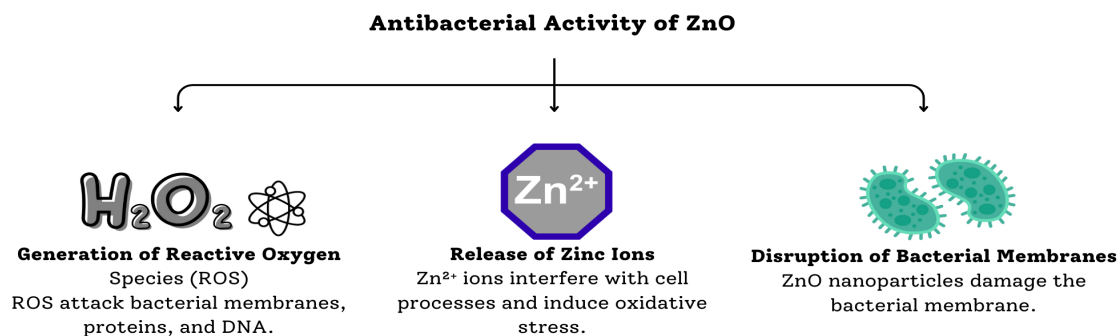 Antibacterial Activity of ZnO
H₂O₂
Generation of Reactive Oxygen
Species (ROS)
ROS attack bacterial membranes,
proteins, and DNA.
Zn²⁺
Release of Zinc Ions
Zn²⁺ ions interfere with cell
processes and induce oxidative
stress.
Disruption of Bacterial Membranes
ZnO nanoparticles damage the
bacterial membrane.